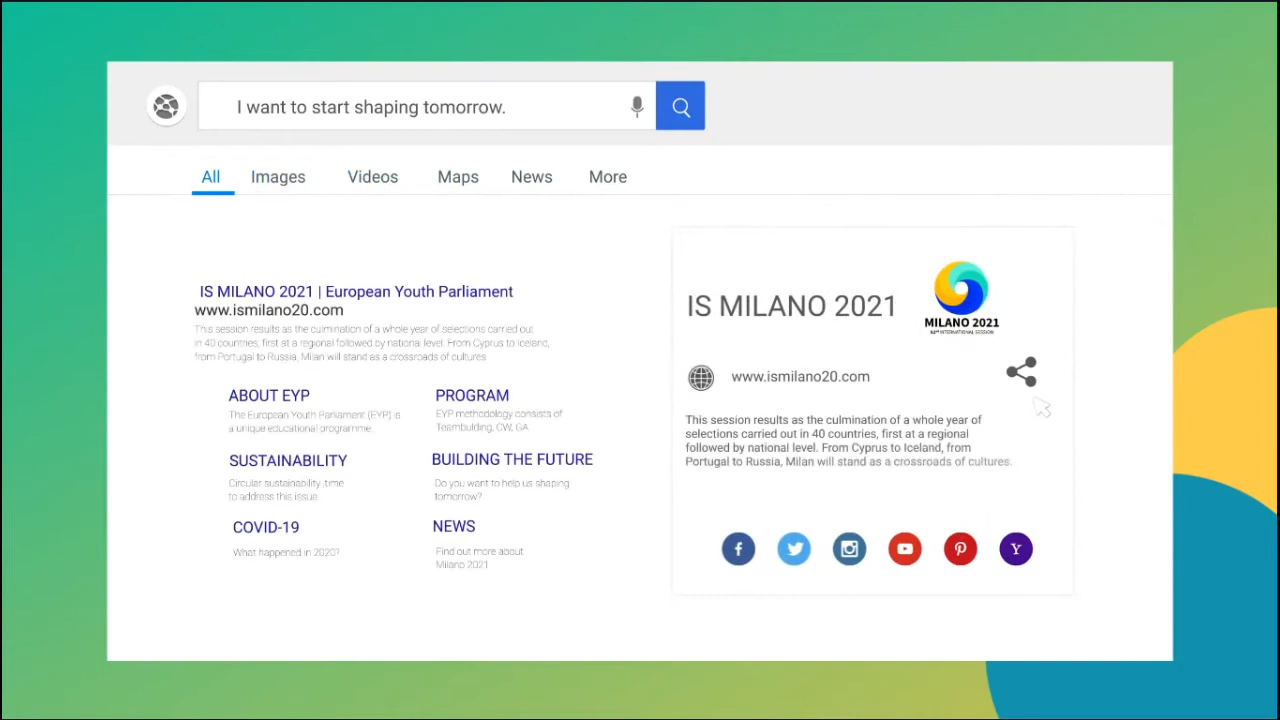 I want to start shaping tomorrow.
All Images Videos Maps News More
IS MILANO 2021 | European Youth Parliament
www.ismilano20.com
This session results as the culmination of a whole year of selections carried out
in 40 countries, first at a regional followed by national level. From Cyprus to Iceland,
from Portugal to Russia, Milan will stand as a crossroads of cultures.
ABOUT EYP
The European Youth Parliament (EYP) is
a unique educational programme.
PROGRAM
EYP methodology consists of
Teambuilding, CW, GA.
SUSTAINABILITY
Circular sustainability ,time
to address this issue.
BUILDING THE FUTURE
Do you want to help us shaping
tomorrow?
COVID-19
What happened in 2020?
NEWS
Find out more about
Milano 2021
IS MILANO 2021
MILANO 2021
INTERNATIONAL SESSION
www.ismilano20.com
This session results as the culmination of a whole year of
selections carried out in 40 countries, first at a regional
followed by national level. From Cyprus to Iceland, from
Portugal to Russia, Milan will stand as a crossroads of cultures.
Y